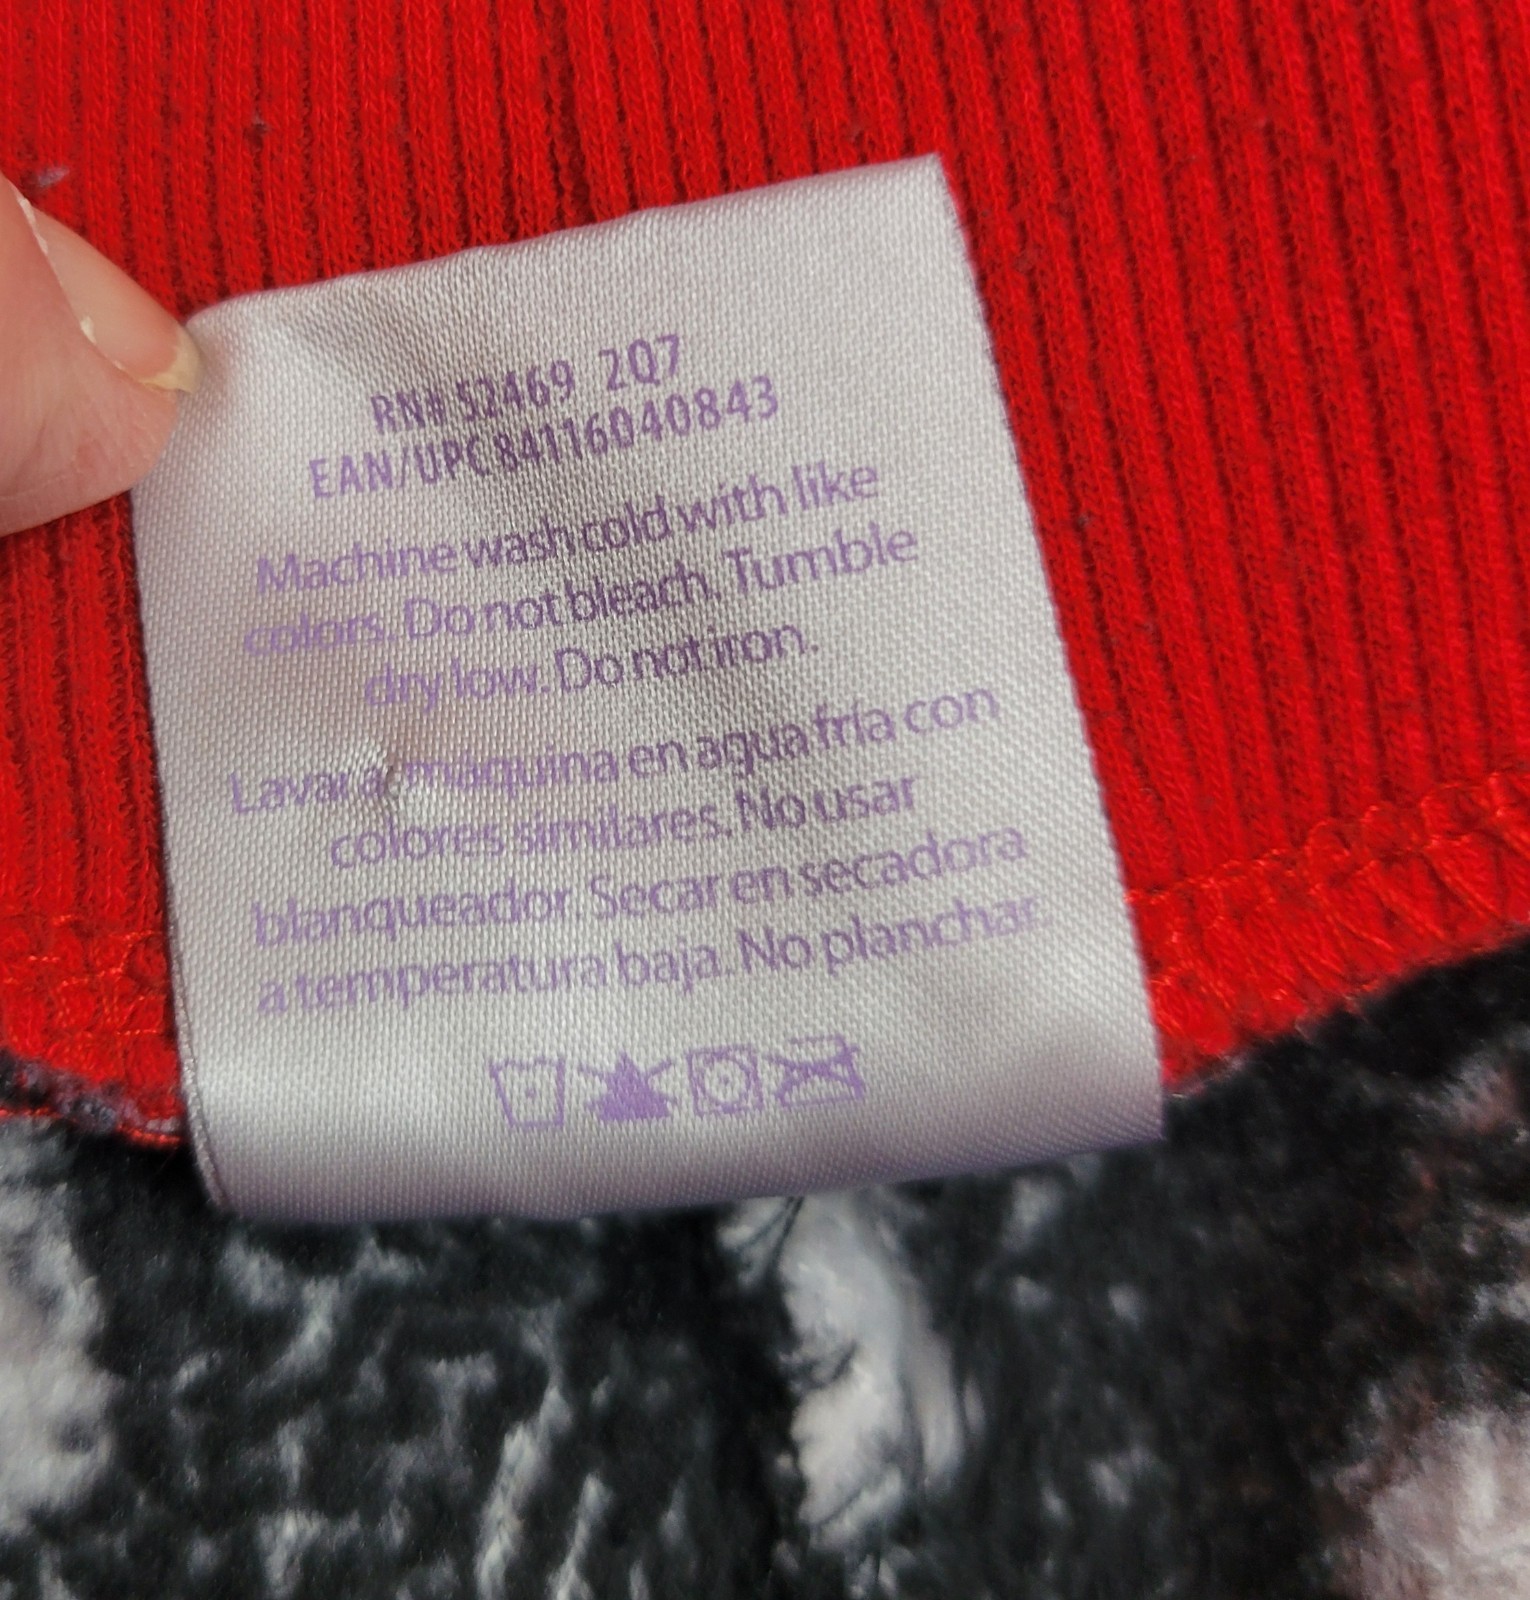 RN# 52469 2Q7
EAN/UPC 84116040843
Machine wash cold with like
colors. Do not bleach. Tumble
dry low. Do not iron.
Lavar a máquina en agua fría con
colores similares. No usar
blanqueador. Secar en secadora
a temperatura baja. No planchar.